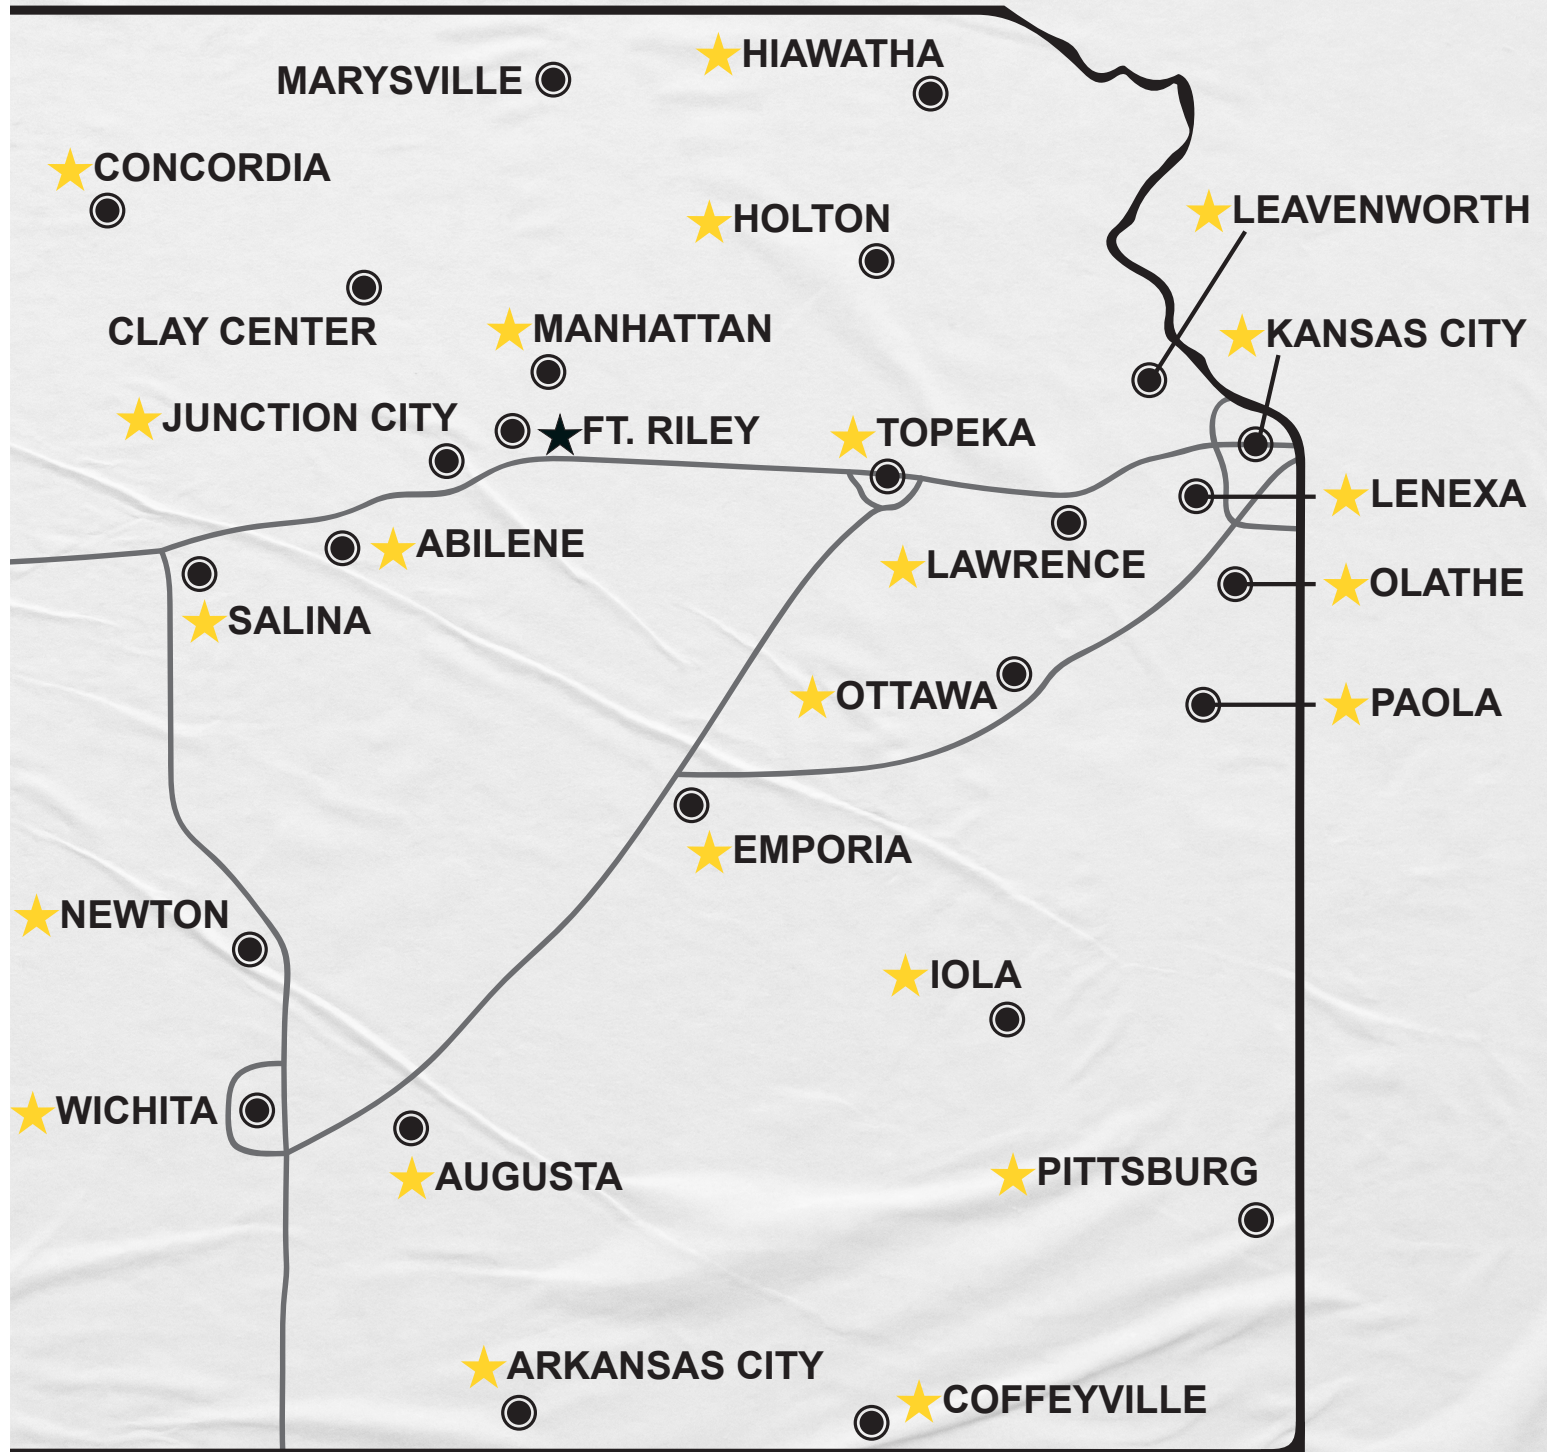 HIAWATHA
MARYSVILLE
CONCORDIA
LEAVENWORTH
HOLTON
CLAY CENTER
MANHATTAN
KANSAS CITY
JUNCTION CITY
FT. RILEY
TOPEKA
LENEXA
ABILENE
LAWRENCE
OLATHE
SALINA
OTTAWA
PAOLA
EMPORIA
NEWTON
IOLA
WICHITA
AUGUSTA
PITTSBURG
ARKANSAS CITY
COFFEYVILLE